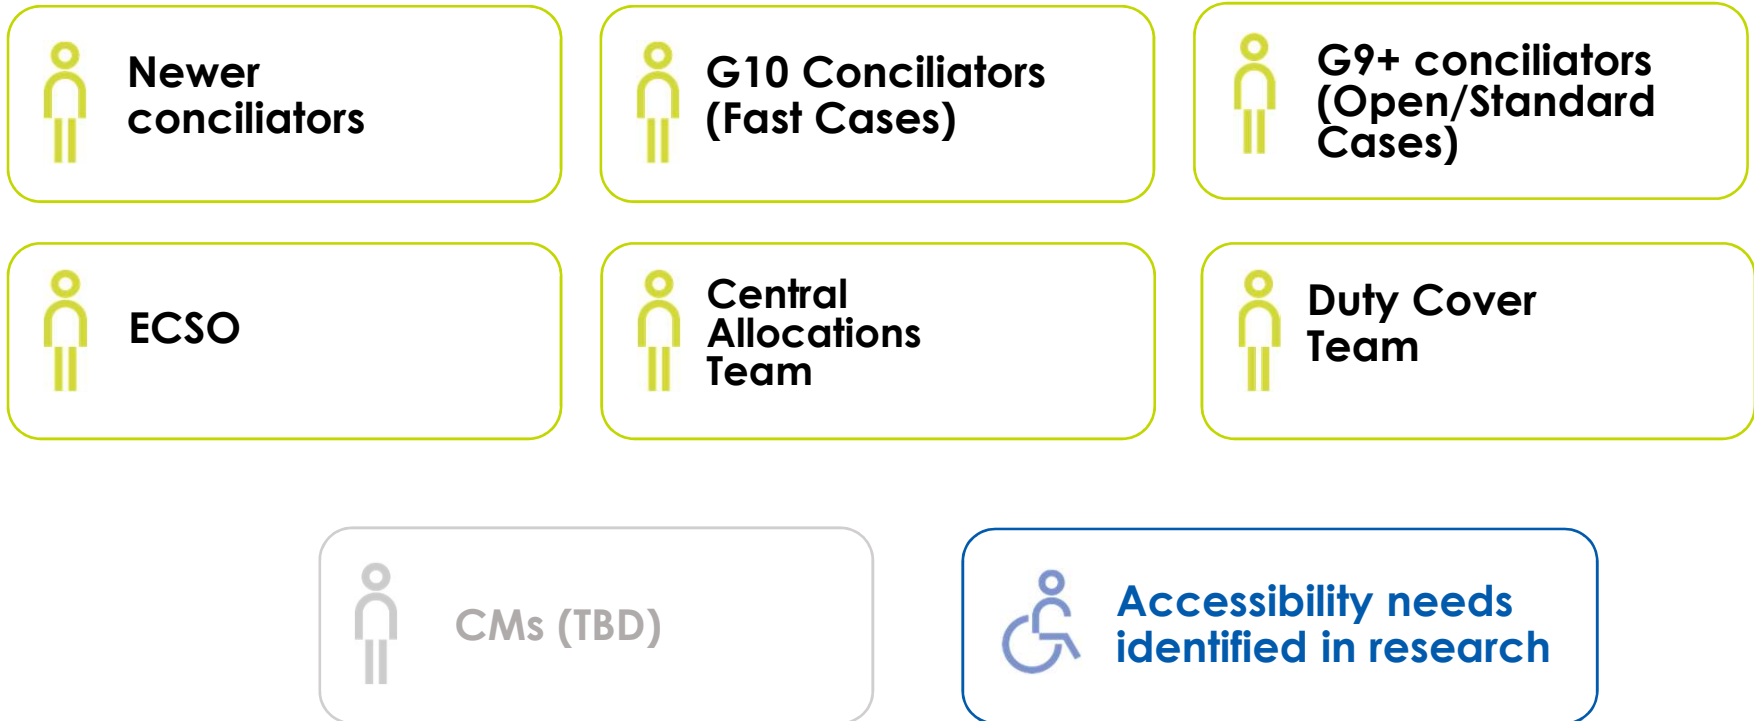 Newer
conciliators
G10 Conciliators
(Fast Cases)
G9+ conciliators
(Open/Standard
Cases)
ECSO
Central
Allocations
Team
Duty Cover
Team
CMs (TBD)
Accessibility needs
identified in research